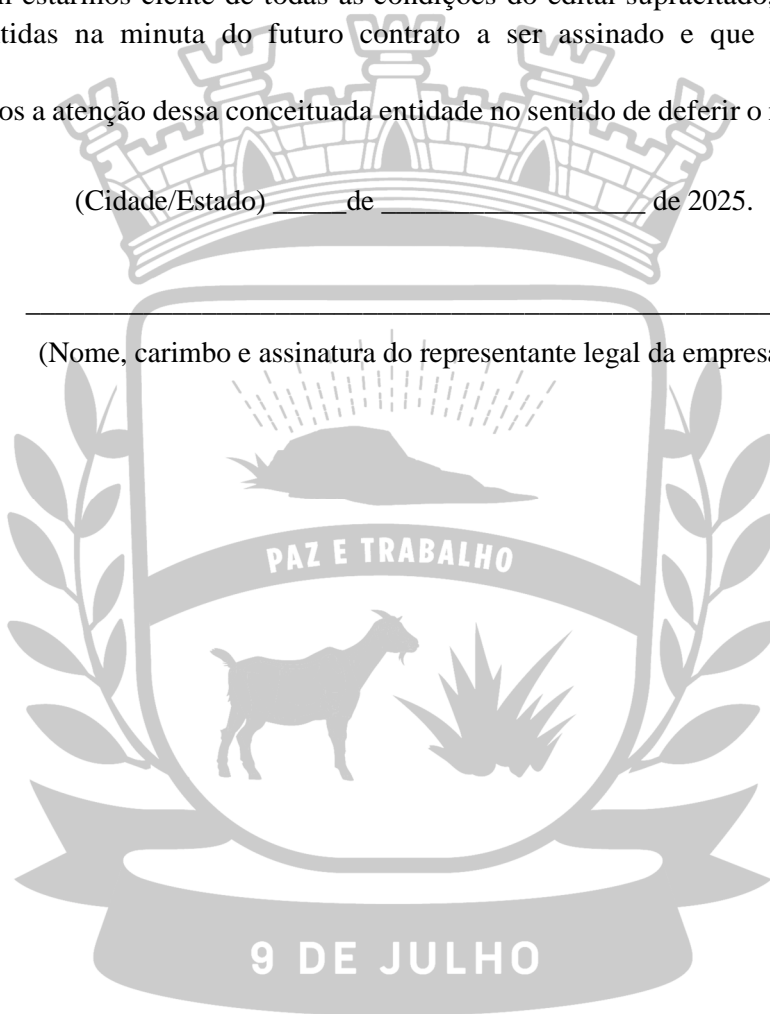 estarmos ciente de todas as condições do edital supracitado,
tidas na minuta do futuro contrato a ser assinado e que
os a atenção dessa conceituada entidade no sentido de deferir o
(Cidade/Estado) _____de __________________ de 2025.
(Nome, carimbo e assinatura do representante legal da empresa
PAZ E TRABALHO
9 DE JULHO